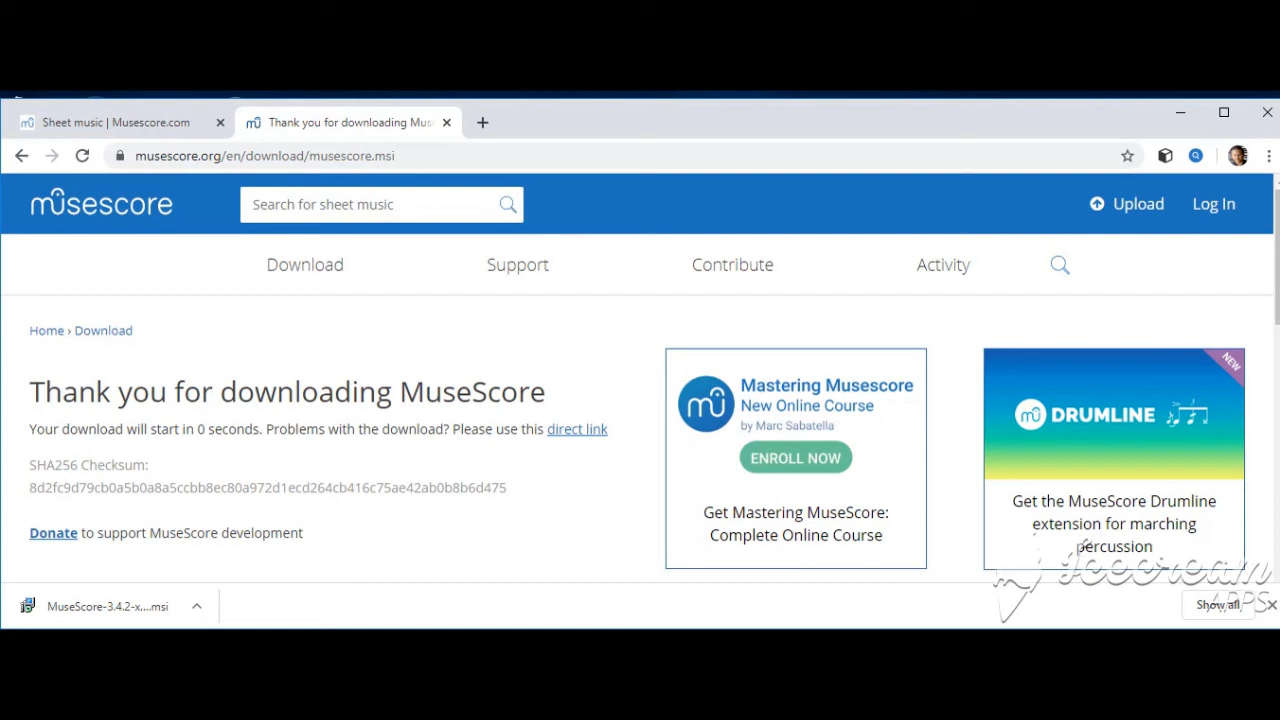 Sheet music | Musescore.com
Thank you for downloading Mus
musescore.org/en/download/musescore.msi
musescore
Search for sheet music
Upload
Log In
Download
Support
Contribute
Activity
Home › Download
Thank you for downloading MuseScore
Your download will start in 0 seconds. Problems with the download? Please use this direct link
SHA256 Checksum:
8d2fc9d79cb0a5b0a8a5ccbb8ec80a972d1ecd264cb416c75ae42ab0b8b6d475
Donate to support MuseScore development
Mastering Musescore
New Online Course
by Marc Sabatella
ENROLL NOW
Get Mastering MuseScore:
Complete Online Course
NEW
DRUMLINE
Get the MuseScore Drumline
extension for marching
percussion
Icecream
APPS
MuseScore-3.4.2-x....msi
Show all